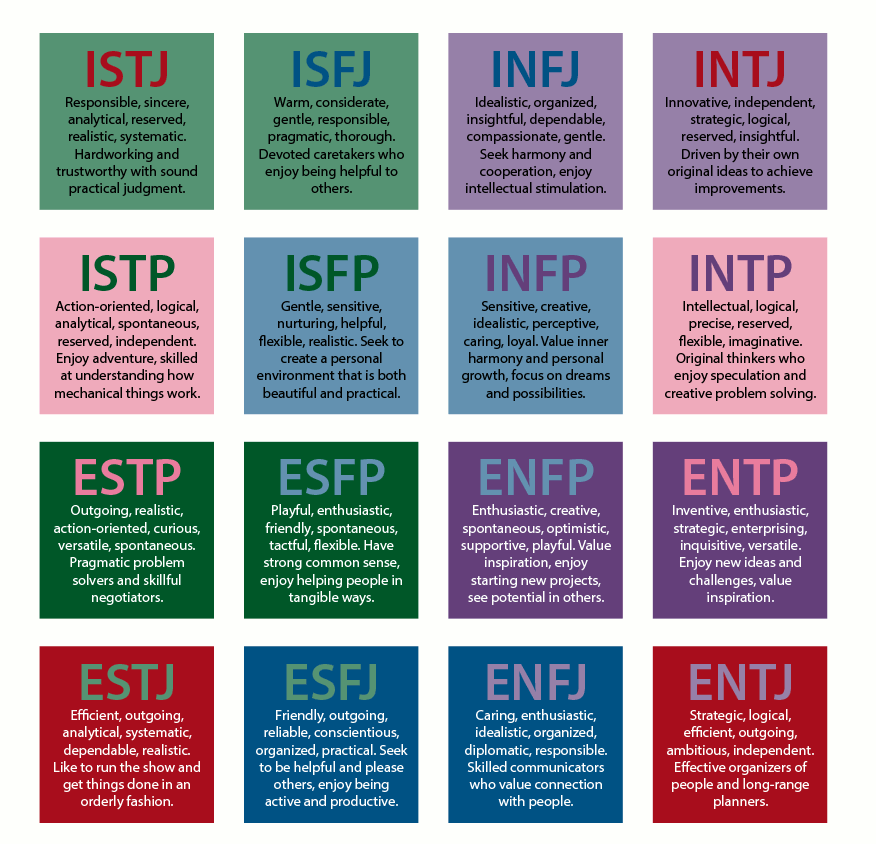 ISTJ
Responsible, sincere,
analytical, reserved,
realistic, systematic.
Hardworking and
trustworthy with sound
practical judgment.
ISFJ
Warm, considerate,
gentle, responsible,
pragmatic, thorough.
Devoted caretakers who
enjoy being helpful to
others.
INFJ
Idealistic, organized,
insightful, dependable,
compassionate, gentle.
Seek harmony and
cooperation, enjoy
intellectual stimulation.
INTJ
Innovative, independent,
strategic, logical,
reserved, insightful.
Driven by their own
original ideas to achieve
improvements.
ISTP
Action-oriented, logical,
analytical, spontaneous,
reserved, independent.
Enjoy adventure, skilled
at understanding how
mechanical things work.
ISFP
Gentle, sensitive,
nurturing, helpful,
flexible, realistic. Seek to
create a personal
environment that is both
beautiful and practical.
INFP
Sensitive, creative,
idealistic, perceptive,
caring, loyal. Value inner
harmony and personal
growth, focus on dreams
and possibilities.
INTP
Intellectual, logical,
precise, reserved,
flexible, imaginative.
Original thinkers who
enjoy speculation and
creative problem solving.
ESTP
Outgoing, realistic,
action-oriented, curious,
versatile, spontaneous.
Pragmatic problem
solvers and skillful
negotiators.
ESFP
Playful, enthusiastic,
friendly, spontaneous,
tactful, flexible. Have
strong common sense,
enjoy helping people in
tangible ways.
ENFP
Enthusiastic, creative,
spontaneous, optimistic,
supportive, playful. Value
inspiration, enjoy
starting new projects,
see potential in others.
ENTP
Inventive, enthusiastic,
strategic, enterprising,
inquisitive, versatile.
Enjoy new ideas and
challenges, value
inspiration.
ESTJ
Efficient, outgoing,
analytical, systematic,
dependable, realistic.
Like to run the show and
get things done in an
orderly fashion.
ESFJ
Friendly, outgoing,
reliable, conscientious,
organized, practical. Seek
to be helpful and please
others, enjoy being
active and productive.
ENFJ
Caring, enthusiastic,
idealistic, organized,
diplomatic, responsible.
Skilled communicators
who value connection
with people.
ENTJ
Strategic, logical,
efficient, outgoing,
ambitious, independent.
Effective organizers of
people and long-range
planners.